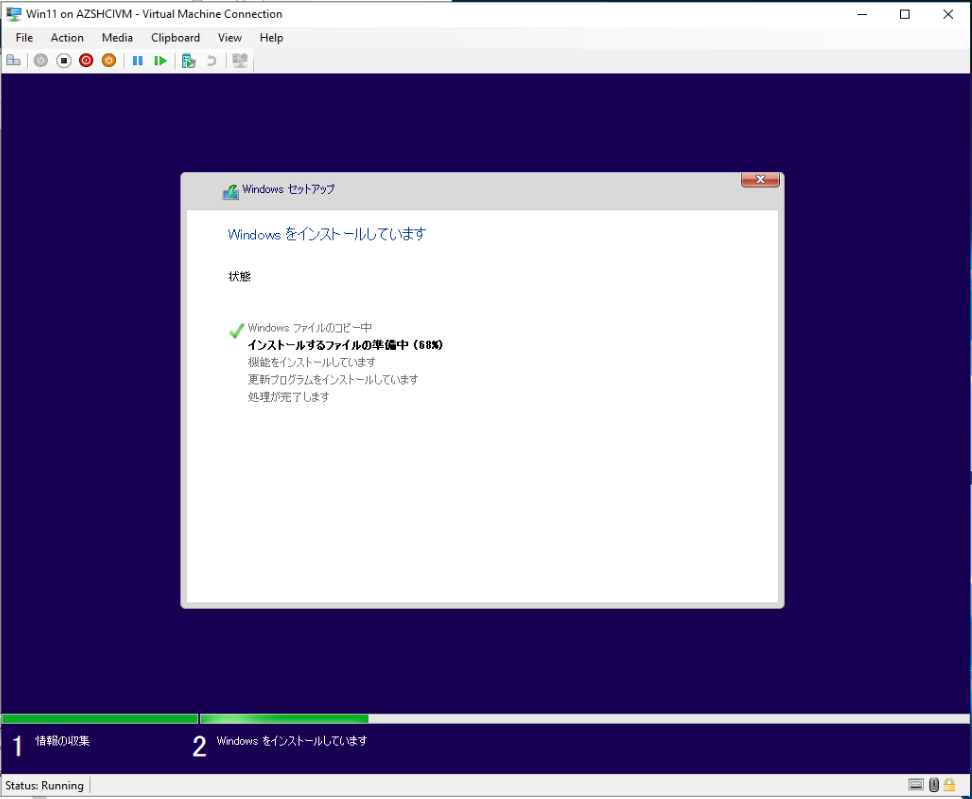 Win11 on AZSHCIVM - Virtual Machine Connection
File Action Media Clipboard View Help
Windows セットアップ
Windows をインストールしています
状態
Windows ファイルのコピー中
インストールするファイルの準備中 (68%)
機能をインストールしています
更新プログラムをインストールしています
処理が完了します
1 情報の収集
2 Windows をインストールしています
Status: Running